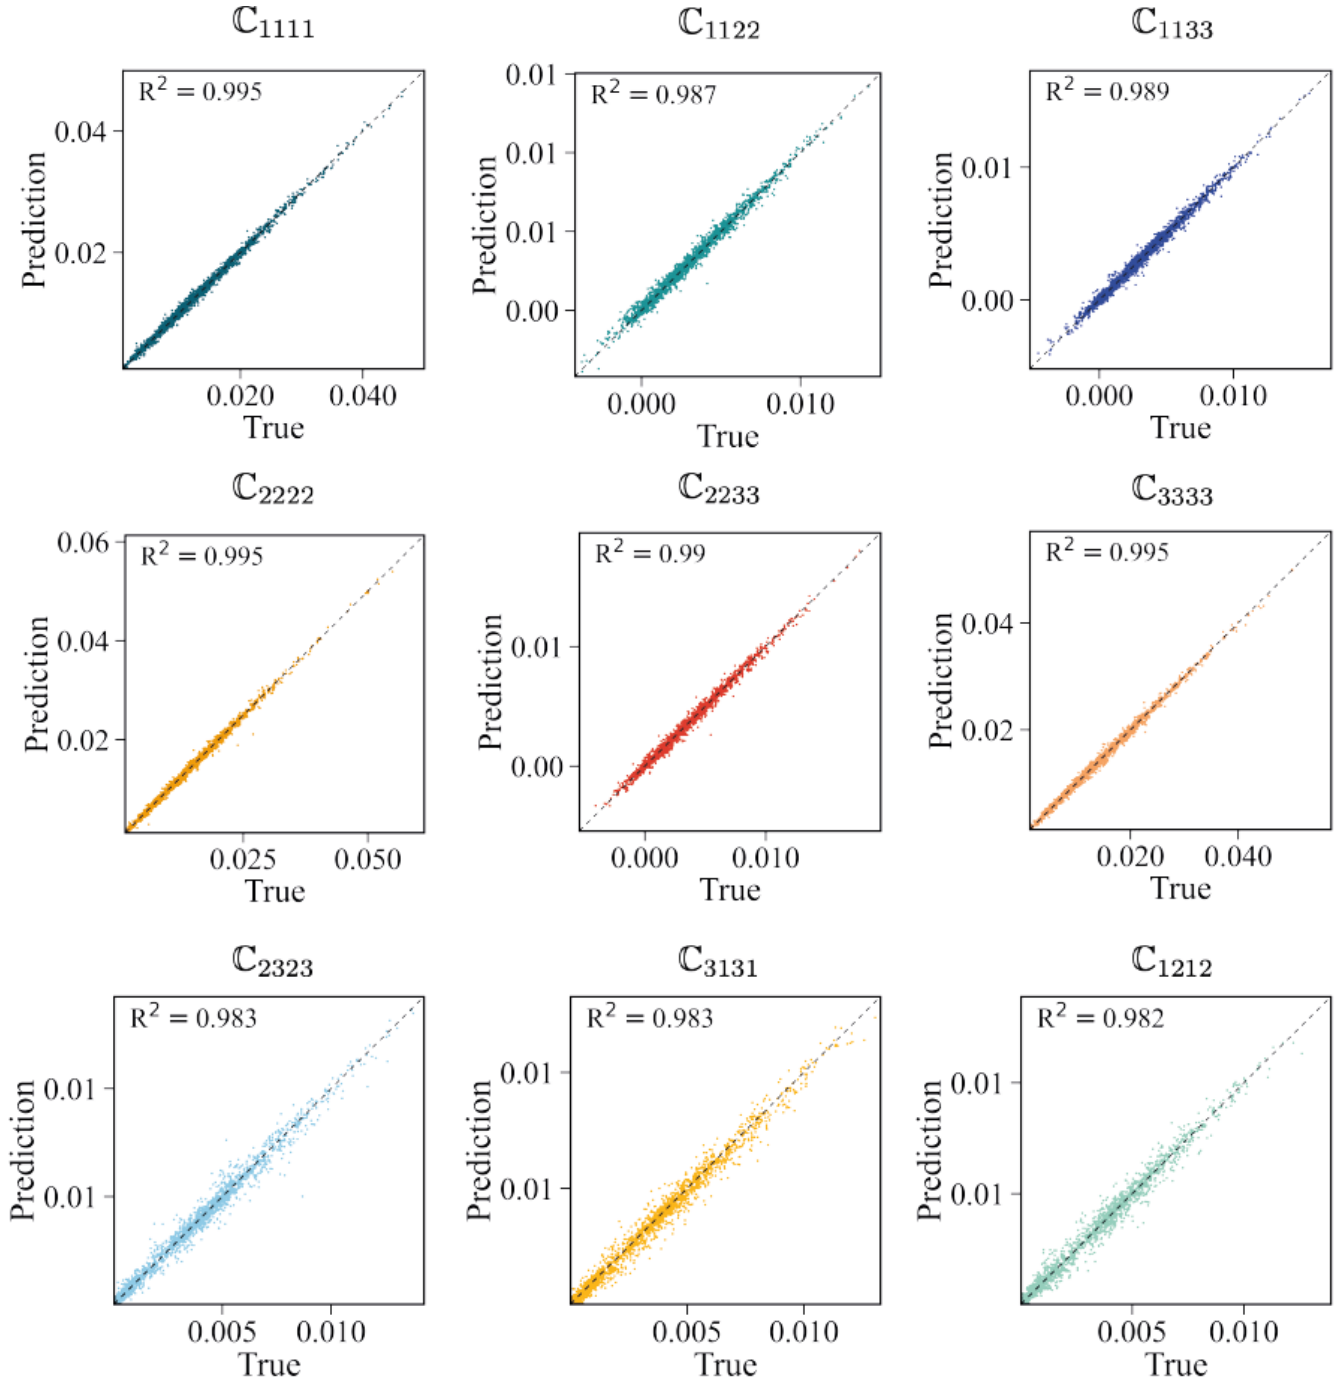 ℂ1111
R² = 0.995
0.04
0.02
Prediction
0.020 0.040
True
ℂ1122
R² = 0.987
0.01
0.01
0.01
0.00
Prediction
0.000 0.010
True
ℂ1133
R² = 0.989
0.01
0.00
Prediction
0.000 0.010
True
ℂ2222
R² = 0.995
0.06
0.04
0.02
Prediction
0.025 0.050
True
ℂ2233
R² = 0.99
0.01
0.00
Prediction
0.000 0.010
True
ℂ3333
R² = 0.995
0.04
0.02
Prediction
0.020 0.040
True
ℂ2323
R² = 0.983
0.01
0.01
Prediction
0.005 0.010
True
ℂ3131
R² = 0.983
0.01
0.01
Prediction
0.005 0.010
True
ℂ1212
R² = 0.982
0.01
0.01
Prediction
0.005 0.010
True